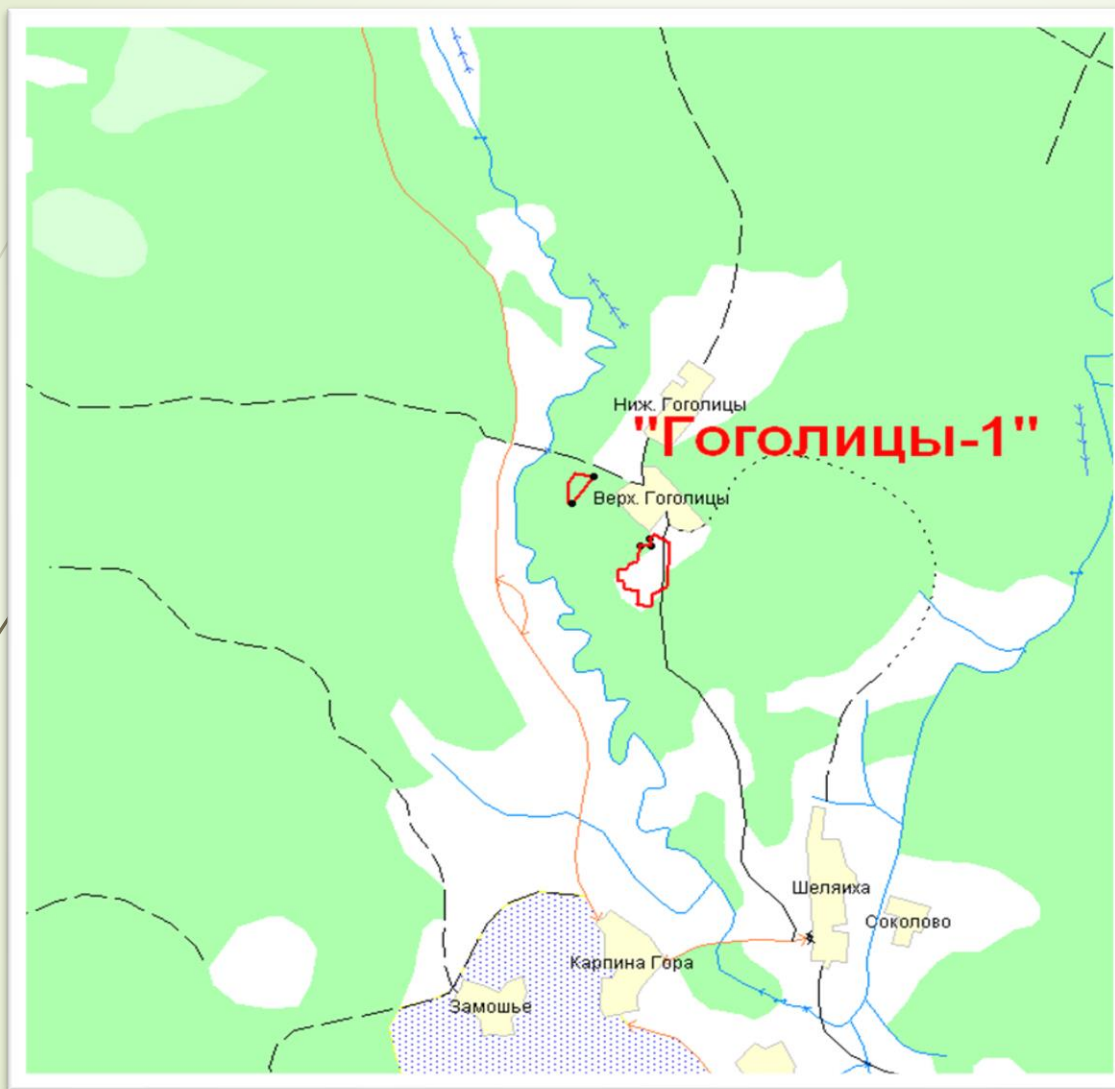 Ниж. Гоголицы
"Гоголицы-1"
Верх. Гоголицы
Шеляиха
Соколово
Карпина Гора
Замошье